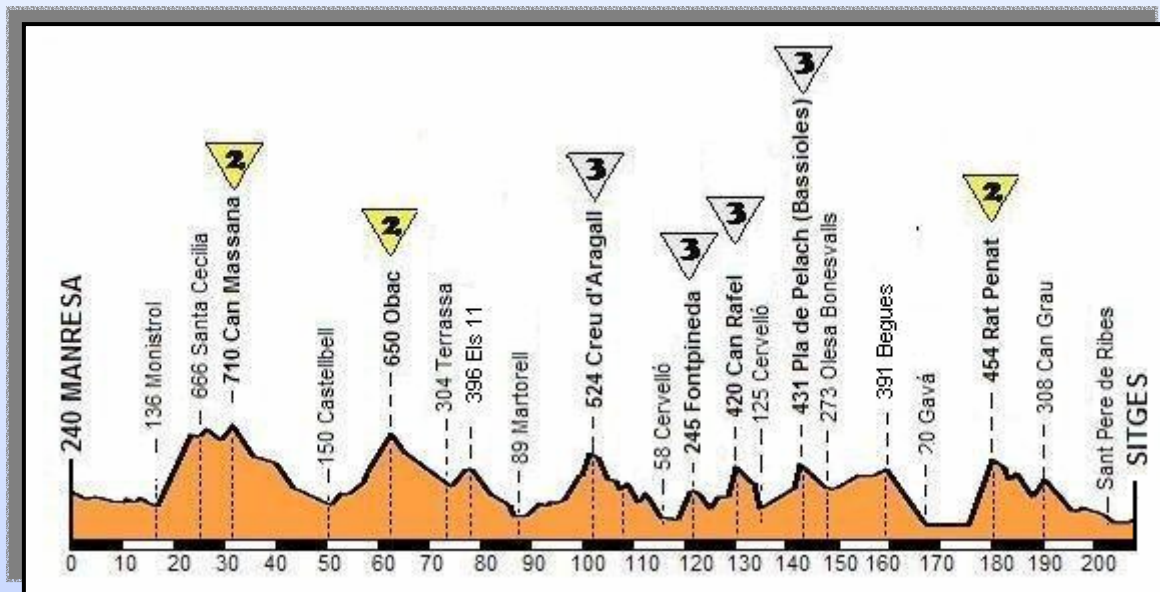 240 MANRESA
136 Monistrol
666 Santa Cecilia
2
710 Can Massana
150 Castellbell
2
650 Obac
304 Terrassa
396 Els 11
89 Martorell
3
524 Creu d'Aragall
58 Cervelló
3
245 Fontpineda
3
420 Can Rafel
125 Cervelló
3
431 Pla de Pelach (Bassioles)
273 Olesa Bonesvalls
391 Begues
20 Gavá
2
454 Rat Penat
308 Can Grau
Sant Pere de Ribes
SITGES
0 10 20 30 40 50 60 70 80 90 100 110 120 130 140 150 160 170 180 190 200